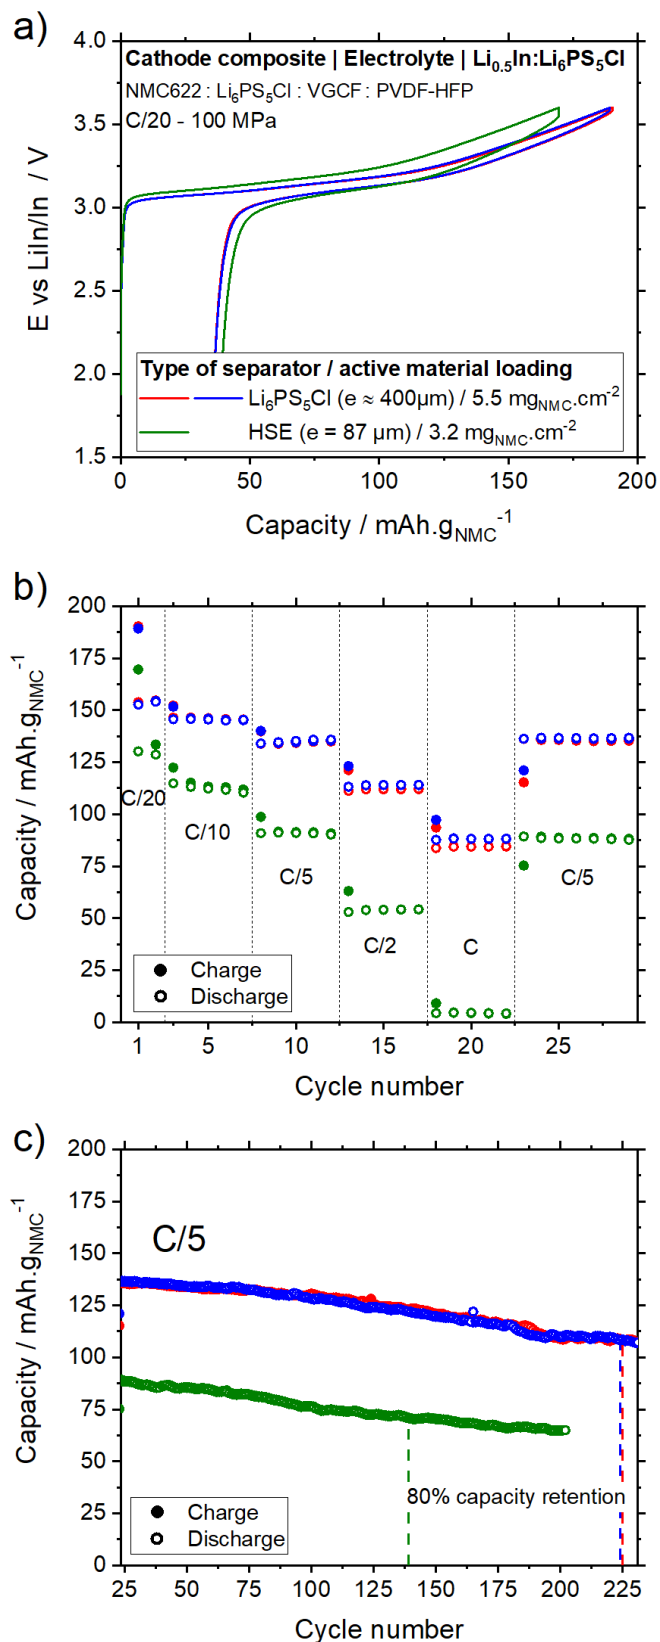 a)
Cathode composite | Electrolyte | Li₀.₅In:Li₆PS₅Cl
NMC622 : Li₆PS₅Cl : VGCF : PVDF-HFP
C/20 - 100 MPa
4.0
3.5
3.0
2.5
2.0
1.5
E vs LiIn/In / V
Type of separator / active material loading
Li₆PS₅Cl (e ≈ 400µm) / 5.5 mg_NMC.cm⁻²
HSE (e = 87 µm) / 3.2 mg_NMC.cm⁻²
0 50 100 150 200
Capacity / mAh.g_NMC⁻¹
b)
200
175
150
125
100
75
50
25
0
Capacity / mAh.g_NMC⁻¹
C/20
C/10
C/5
C/2
C
C/5
Charge
Discharge
1 5 10 15 20 25
Cycle number
c)
200
175
150
125
100
75
50
25
0
Capacity / mAh.g_NMC⁻¹
C/5
80% capacity retention
Charge
Discharge
25 50 75 100 125 150 175 200 225
Cycle number